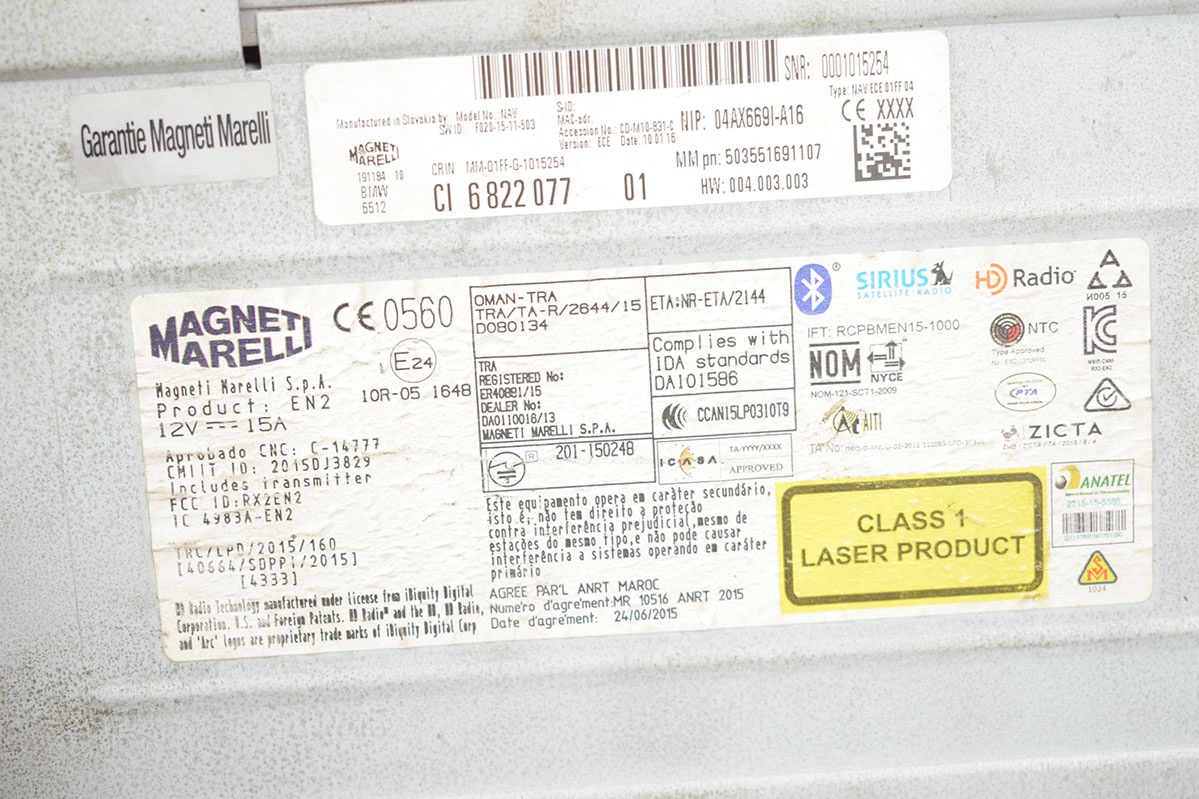 Garantie Magneti Marelli
SNR: 0001015254
Type: NAV ECE 01FF 04
CE XXXX
Manufactured in Slovakia by:
Model No.: NAV
SW ID: F020-15-11-503
S-ID:
MAC-adr.
Accession No.: CD-M10-831-C
Version: ECE Date: 10.01.16
NIP: 04AX669I-A16
MAGNETI
MARELLI
191184 10
BMW
6512
CRIN MM-01FF-G-1015254
CI 6 822 077 01
MM pn: 503551691107
HW: 004.003.003
MAGNETI
MARELLI
CE 0560
E24
10R-05 1648
Magneti Marelli S.p.A.
Product: EN2
12V 15A
Aprobado CNC: C-14777
CMIIT ID: 2015DJ3829
Includes transmitter
FCC ID:RX2EN2
IC 4983A-EN2
TRC/LPD/2015/160
[40664/SDPPI/2015]
[4333]
HD Radio Technology manufactured under license from iBiquity Digital
Corporation. U.S. and Foreign Patents. HD Radio™ and the HD, HD Radio,
and 'Arc' logos are proprietary trade marks of iBiquity Digital Corp
OMAN-TRA
TRA/TA-R/2644/15
D080134
TRA
REGISTERED No:
ER40881/15
DEALER No:
DA0110018/13
MAGNETI MARELLI S.P.A.
R 201-150248
ETA:NR-ETA/2144
Complies with
IDA standards
DA101586
CCAN15LP0310T9
ICASA
TA-YYYY/XXXX
APPROVED
Este equipamento opera em caráter secundário,
isto é, não tem direito a proteção
contra interferência prejudicial,mesmo de
estações do mesmo tipo,e não pode causar
interferência a sistemas operando em caráter
primário
AGREE PAR'L ANRT MAROC
Numero d'agrement:MR 10516 ANRT 2015
Date d'agrement: 24/06/2015
®
SIRIUS
SATELLITE RADIO
HD Radio
И005 15
IFT: RCPBMEN15-1000
NOM
NYCE
NOM-121-SCT1-2009
NTC
Type Approved
PTA
AITI
ZICTA
CLASS 1
LASER PRODUCT
ANATEL
2716-15-5386
SM
1024